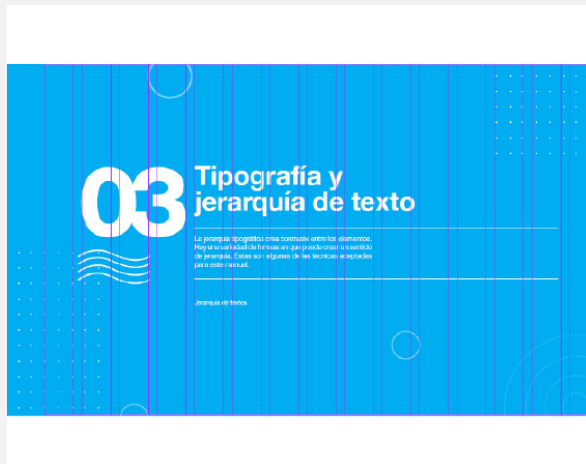 03
Tipografía y
jerarquía de texto
La jerarquía tipográfica crea contraste entre los elementos.
Hay una variedad de formas en que puede crear un sentido
de jerarquía. Estas son algunas de las técnicas aceptadas
para este manual.
Jerarquía de textos